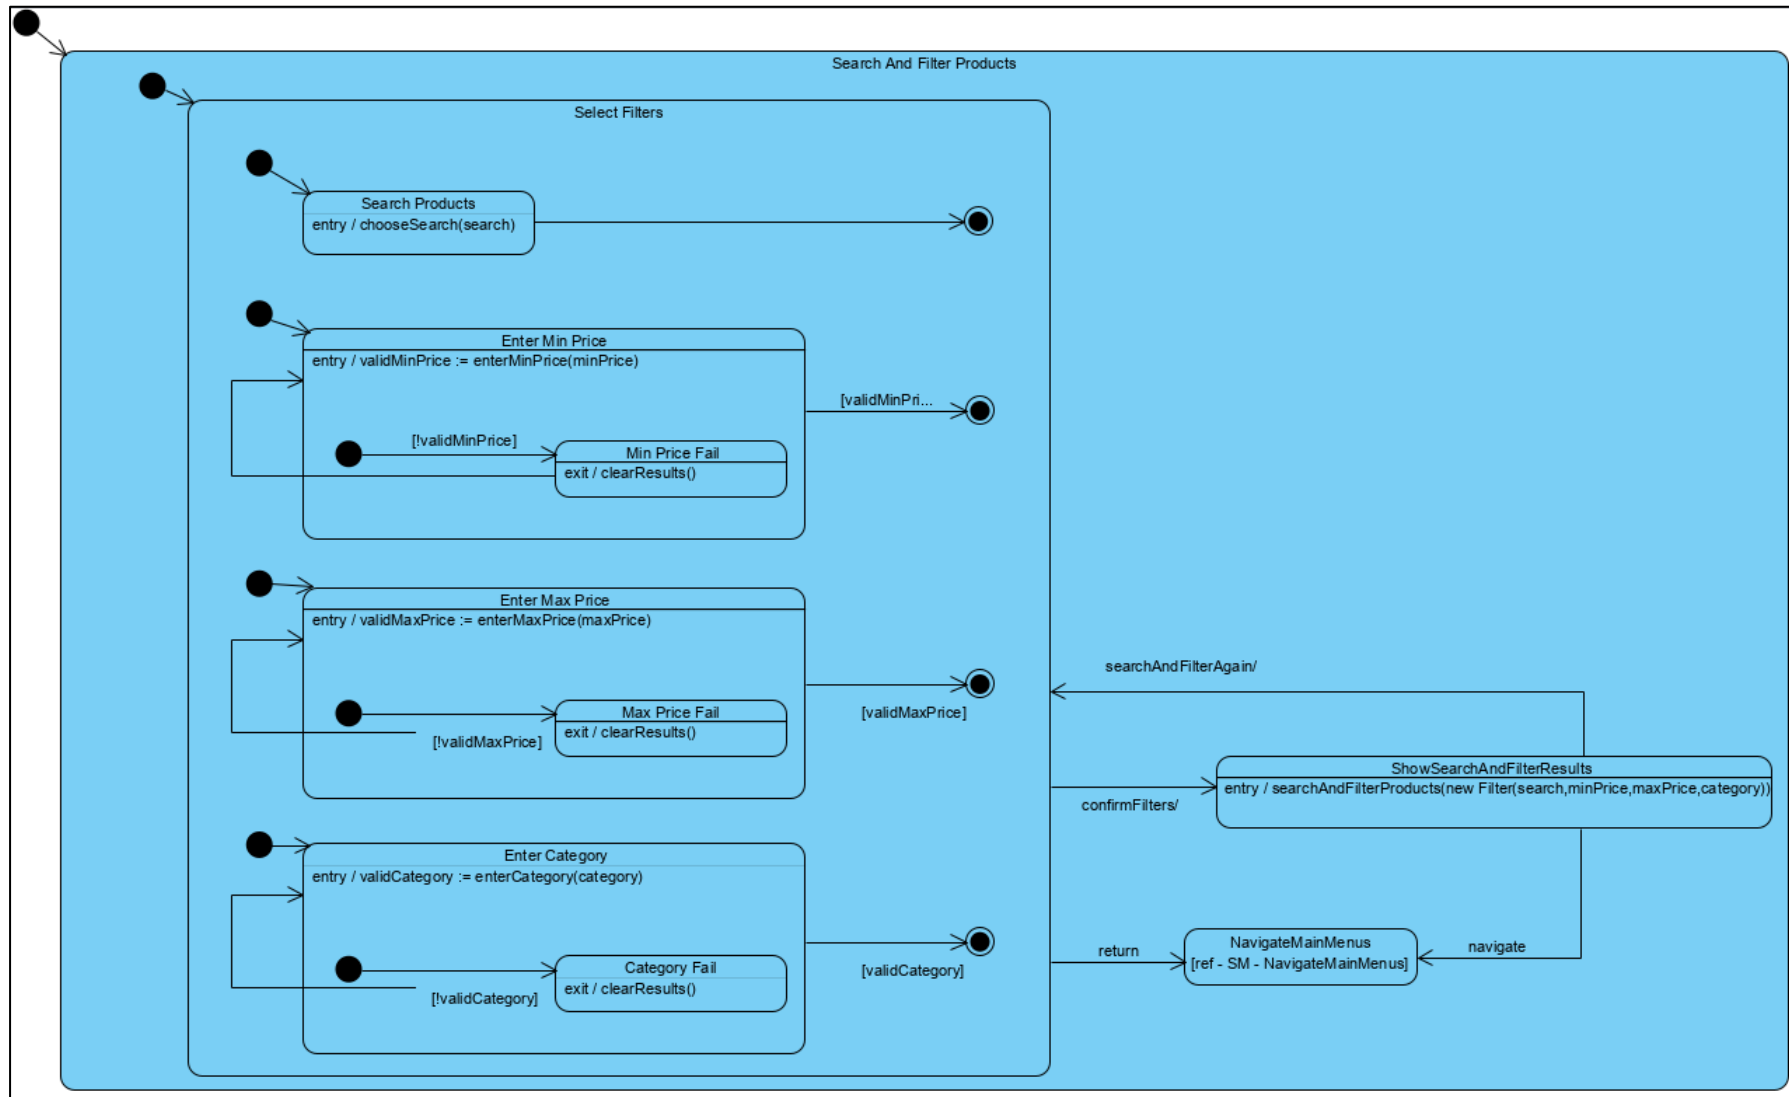 Search And Filter Products
Select Filters
Search Products
entry / chooseSearch(search)
Enter Min Price
entry / validMinPrice := enterMinPrice(minPrice)
[validMinPri...
[!validMinPrice]
Min Price Fail
exit / clearResults()
Enter Max Price
entry / validMaxPrice := enterMaxPrice(maxPrice)
searchAndFilterAgain/
Max Price Fail
[validMaxPrice]
exit / clearResults()
[!validMaxPrice]
ShowSearchAndFilterResults
entry / searchAndFilterProducts(new Filter(search,minPrice,maxPrice,category))
confirmFilters/
Enter Category
entry / validCategory := enterCategory(category)
NavigateMainMenus
return
navigate
[ref - SM - NavigateMainMenus]
Category Fail
[validCategory]
exit / clearResults()
[!validCategory]